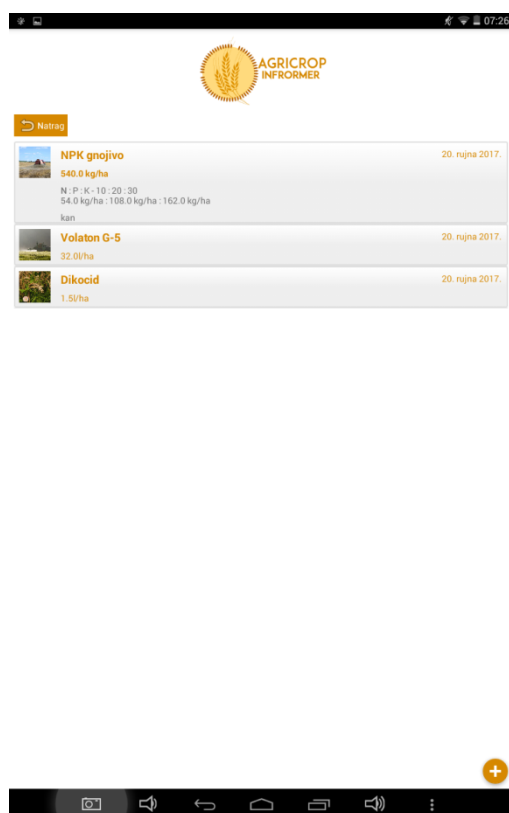 07:26
AGRICROP
INFRORMER
Natrag
NPK gnojivo
20. rujna 2017.
540.0 kg/ha
N : P : K - 10 : 20 : 30
54.0 kg/ha : 108.0 kg/ha : 162.0 kg/ha
kan
Volaton G-5
20. rujna 2017.
32.0l/ha
Dikocid
20. rujna 2017.
1.5l/ha